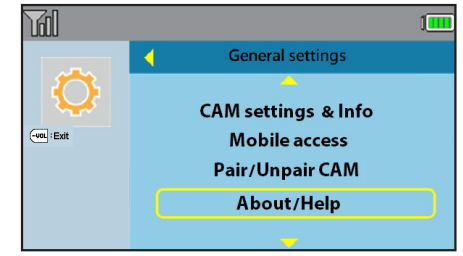 General settings
CAM settings & Info
-VOL : Exit
Mobile access
Pair/Unpair CAM
About/Help